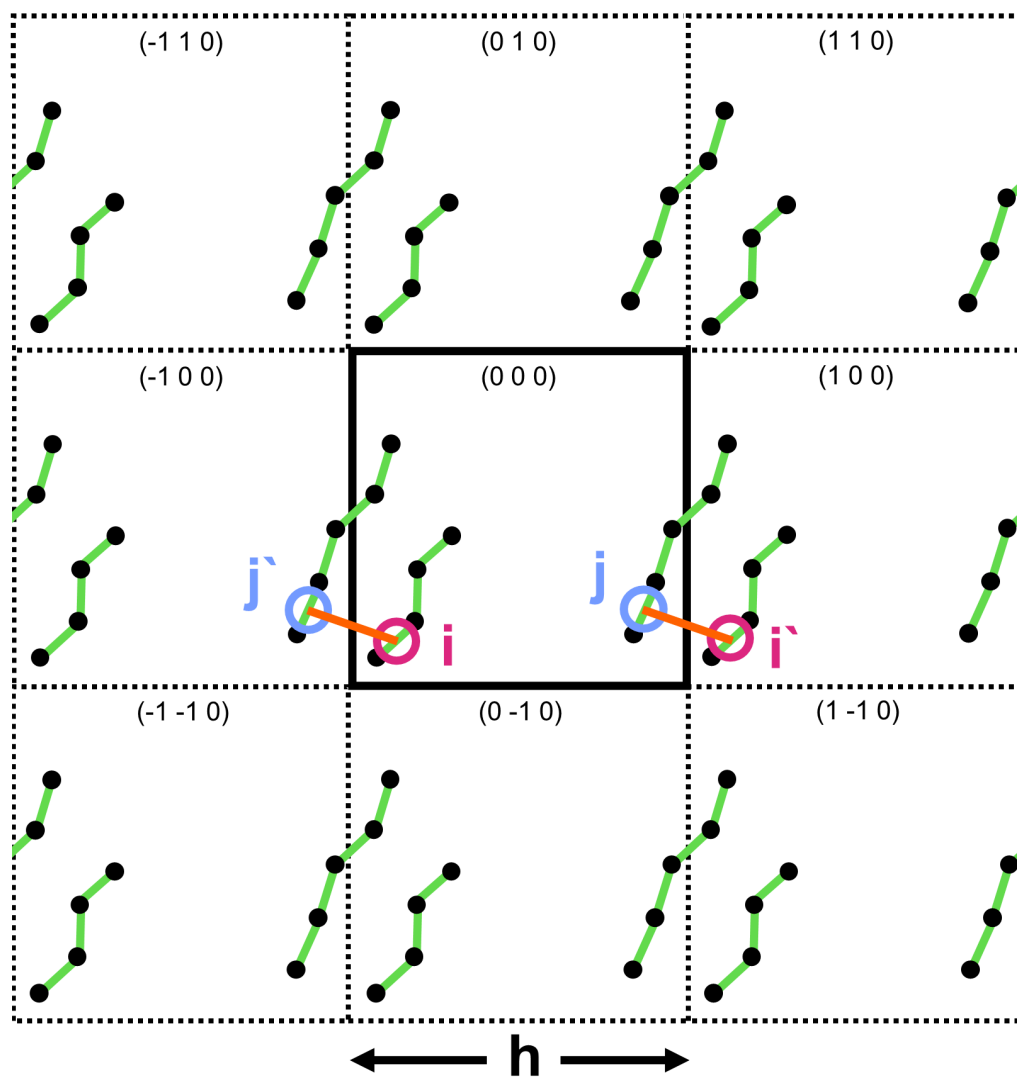 (-1 1 0) (0 1 0) (1 1 0)
(-1 0 0) (0 0 0) (1 0 0)
j` j
i i`
(-1 -1 0) (0 -1 0) (1 -1 0)
h